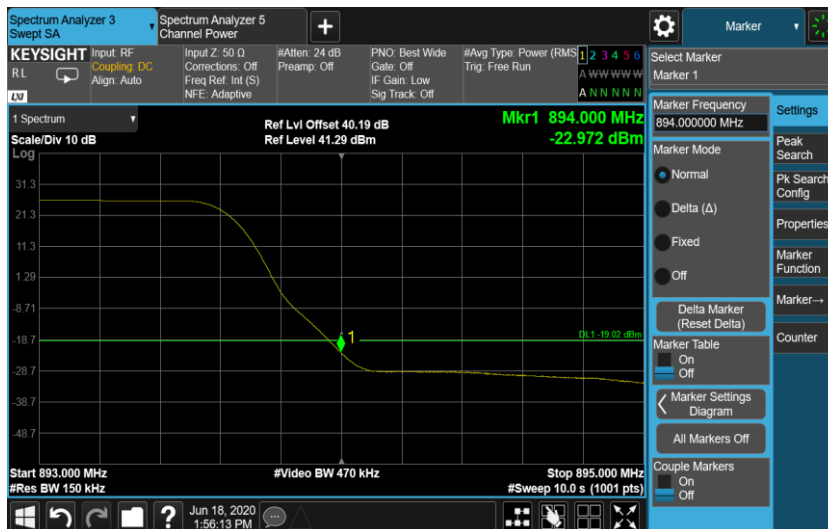 Spectrum Analyzer 3
Swept SA
Spectrum Analyzer 5
Channel Power
+
Marker
KEYSIGHT
RL
LXI
Input: RF
Coupling: DC
Align: Auto
Input Z: 50 Ω
Corrections: Off
Freq Ref: Int (S)
NFE: Adaptive
#Atten: 24 dB
Preamp: Off
PNO: Best Wide
Gate: Off
IF Gain: Low
Sig Track: Off
#Avg Type: Power (RMS
Trig: Free Run
1 2 3 4 5 6
A W W W W W
A N N N N N
Select Marker
Marker 1
1 Spectrum
Scale/Div 10 dB
Log
Ref Lvl Offset 40.19 dB
Ref Level 41.29 dBm
Mkr1 894.000 MHz
-22.972 dBm
31.3
21.3
11.3
1.29
-8.71
-18.7
-28.7
-38.7
-48.7
1
DL1 -19.02 dBm
Start 893.000 MHz
#Res BW 150 kHz
#Video BW 470 kHz
Stop 895.000 MHz
#Sweep 10.0 s (1001 pts)
Marker Frequency
894.000000 MHz
Marker Mode
Normal
Delta (Δ)
Fixed
Off
Delta Marker
(Reset Delta)
Marker Table
On
Off
Marker Settings
Diagram
All Markers Off
Couple Markers
On
Off
Settings
Peak
Search
Pk Search
Config
Properties
Marker
Function
Marker→
Counter
?
Jun 18, 2020
1:56:13 PM